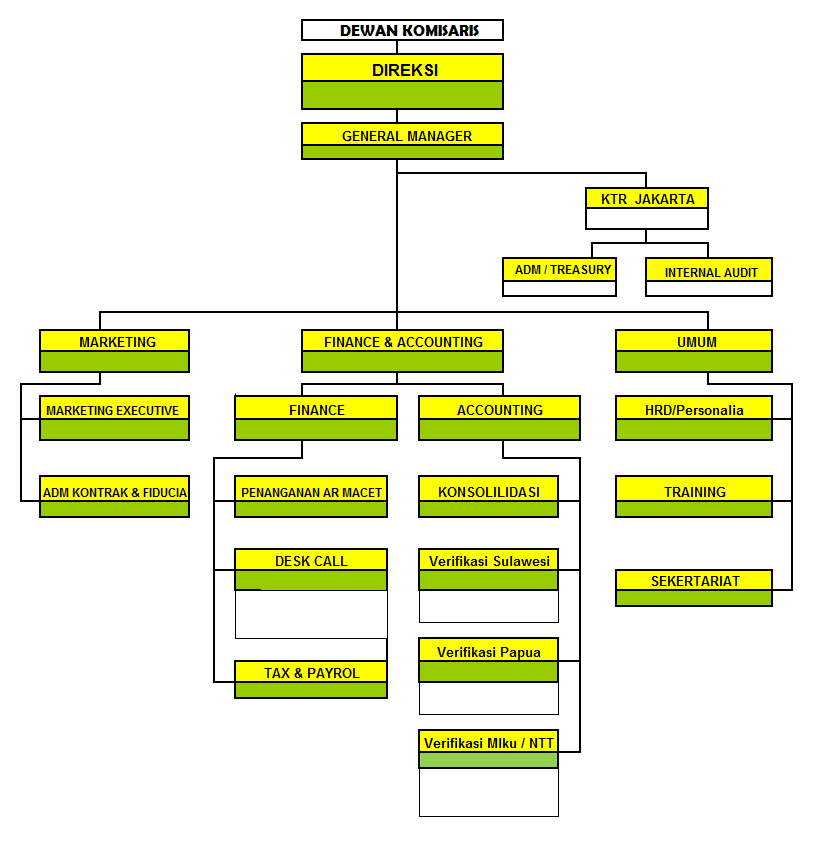 DEWAN KOMISARIS
DIREKSI
GENERAL MANAGER
KTR JAKARTA
ADM / TREASURY
INTERNAL AUDIT
MARKETING
FINANCE & ACCOUNTING
UMUM
MARKETING EXECUTIVE
FINANCE
ACCOUNTING
HRD/Personalia
ADM KONTRAK & FIDUCIA
PENANGANAN AR MACET
KONSOLILIDASI
TRAINING
DESK CALL
Verifikasi Sulawesi
SEKERTARIAT
Verifikasi Papua
TAX & PAYROL
Verifikasi Mlku / NTT